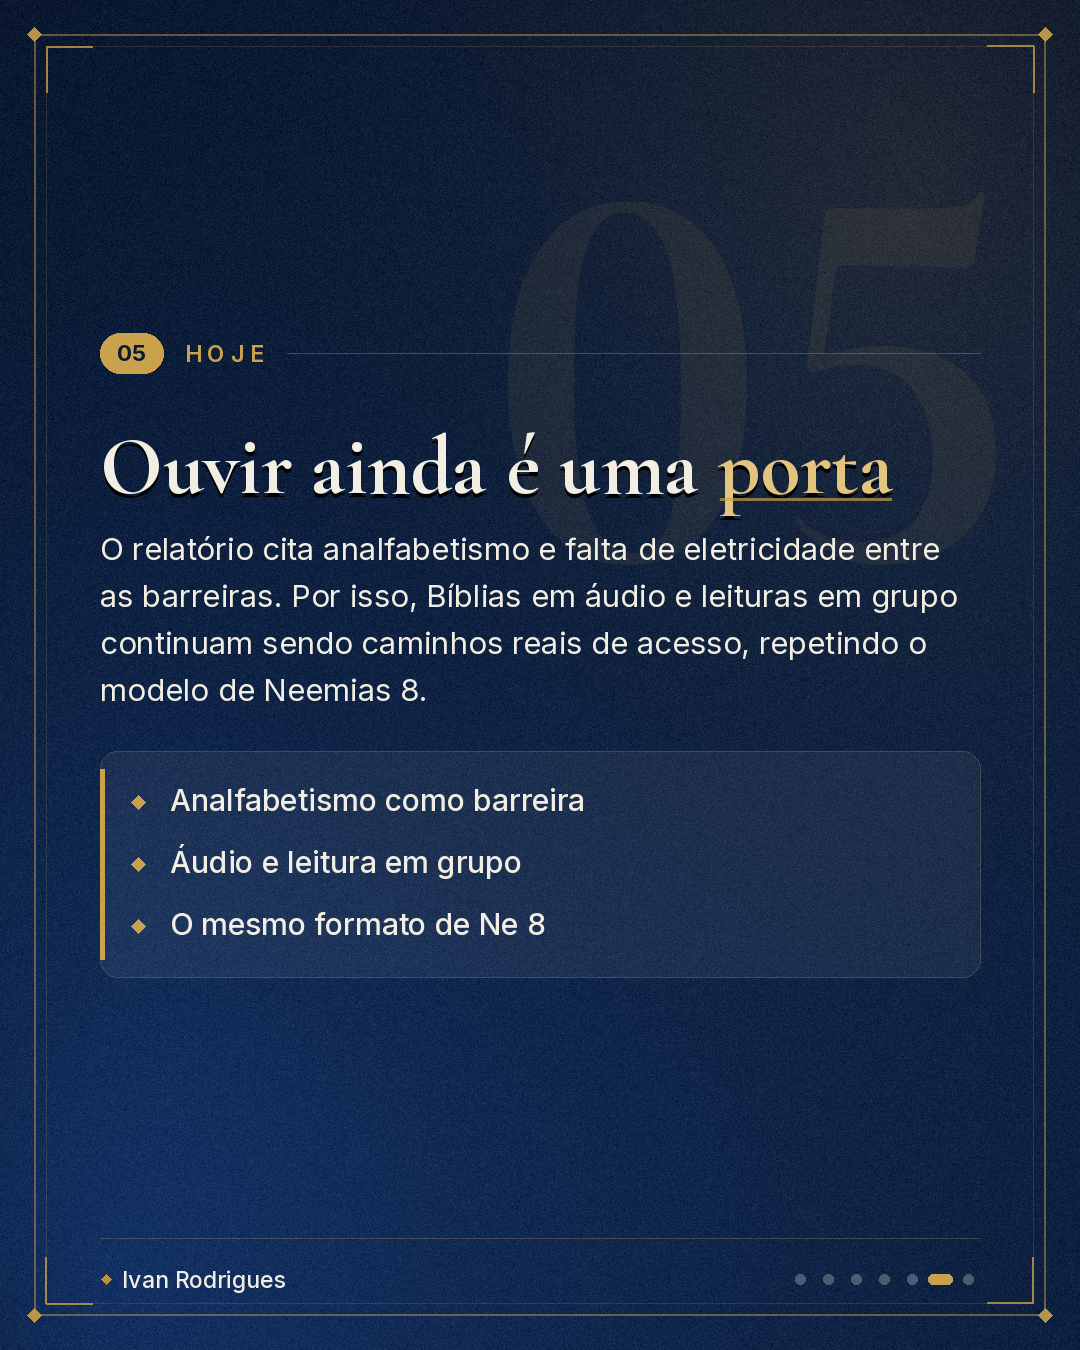 05
05 HOJE
Ouvir ainda é uma porta
O relatório cita analfabetismo e falta de eletricidade entre
as barreiras. Por isso, Bíblias em áudio e leituras em grupo
continuam sendo caminhos reais de acesso, repetindo o
modelo de Neemias 8.
Analfabetismo como barreira
Áudio e leitura em grupo
O mesmo formato de Ne 8
Ivan Rodrigues